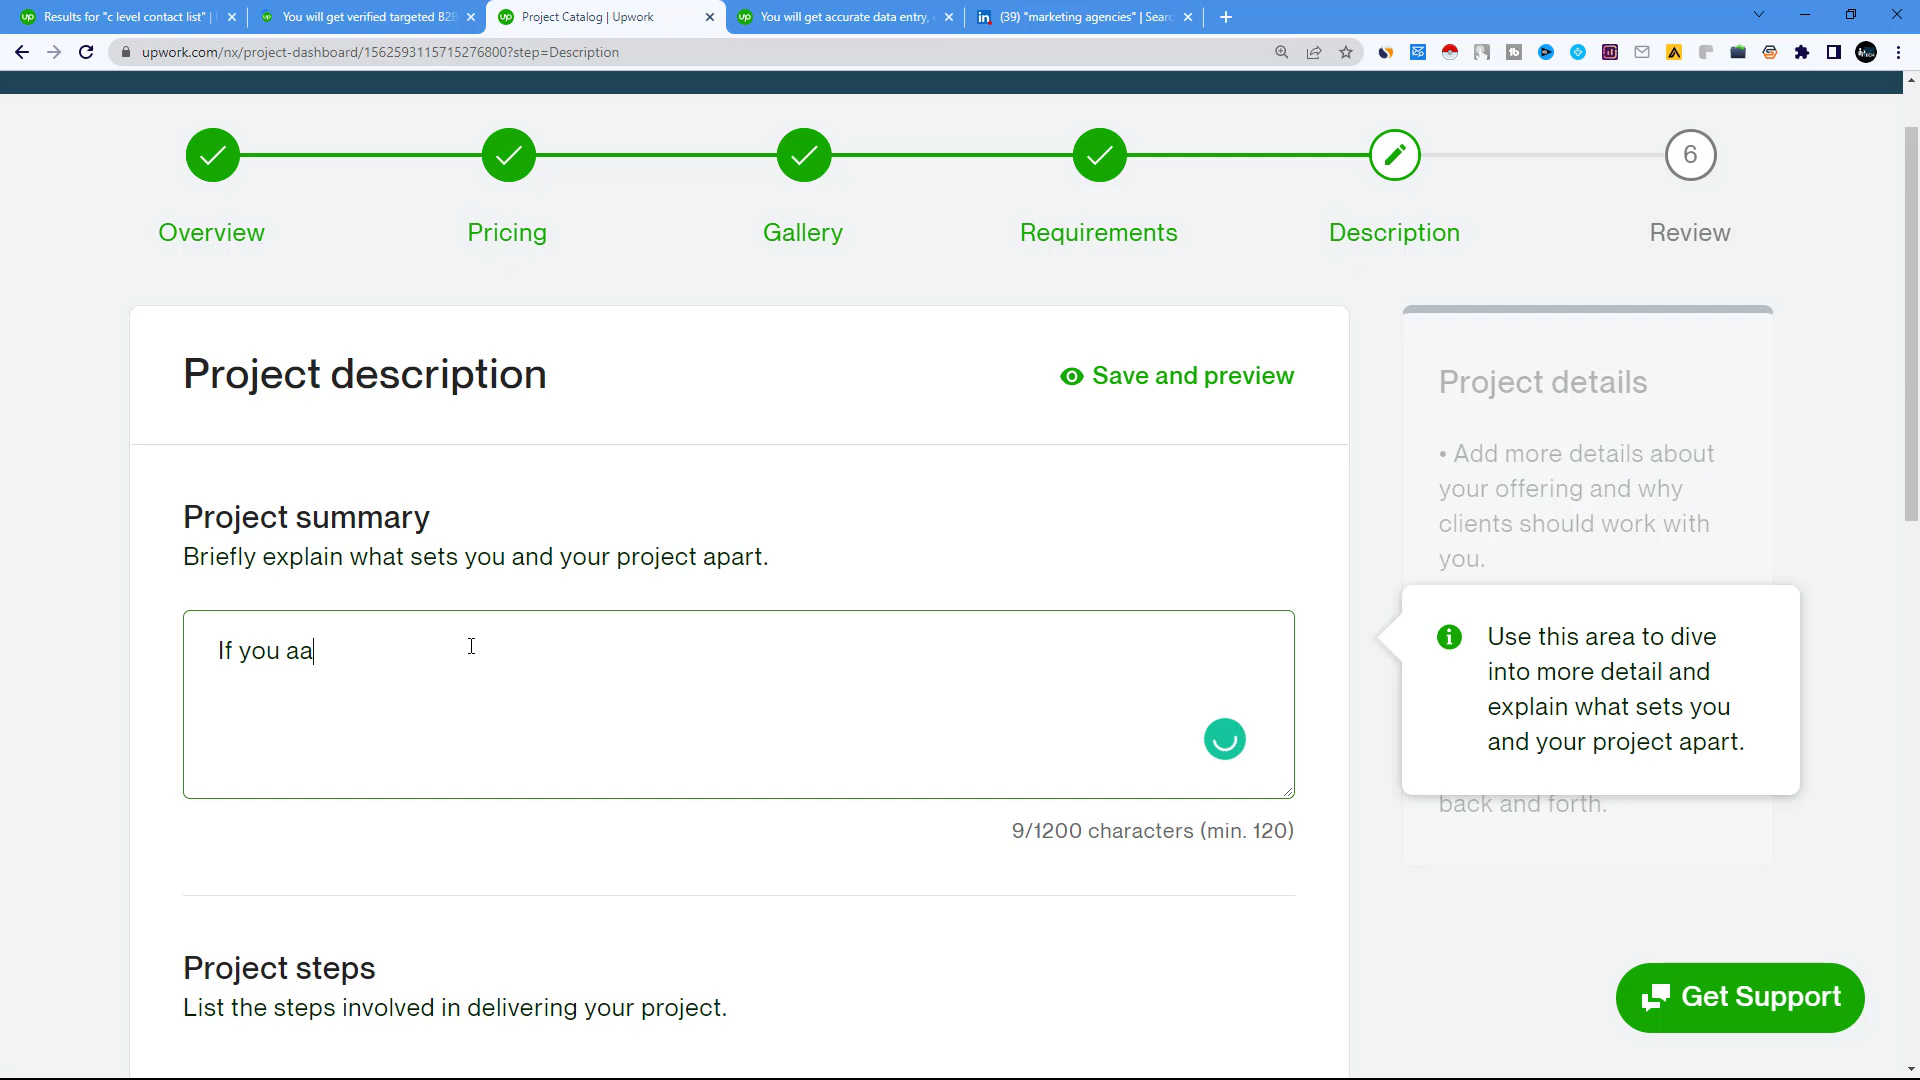 Results for "c level contact list" |
You will get verified targeted B2B
Project Catalog | Upwork
You will get accurate data entry,
(39) "marketing agencies" | Searc
upwork.com/nx/project-dashboard/1562593115715276800?step=Description
6
Overview
Pricing
Gallery
Requirements
Description
Review
Project description
Save and preview
Project details
• Add more details about
your offering and why
clients should work with
you.
Project summary
Briefly explain what sets you and your project apart.
If you aa
Use this area to dive
into more detail and
explain what sets you
and your project apart.
back and forth.
9/1200 characters (min. 120)
Project steps
List the steps involved in delivering your project.
Get Support